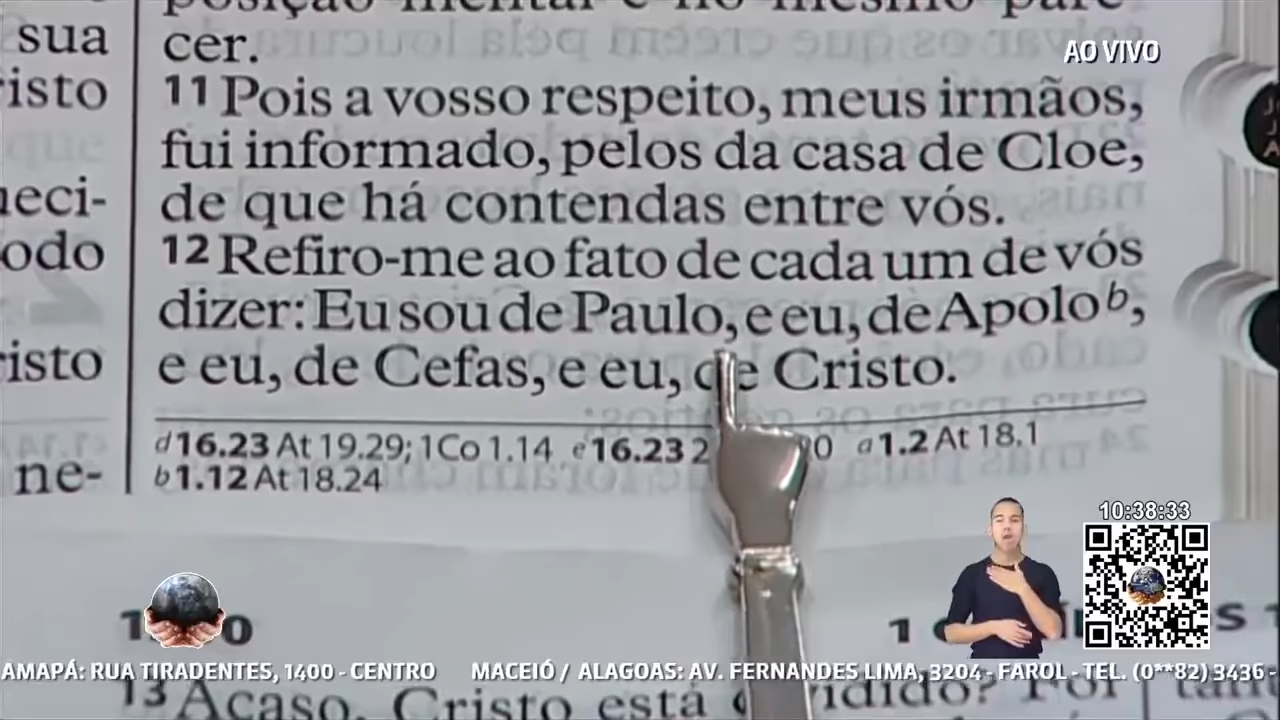 posição mental e no mesmo pare-
cer.
11 Pois a vosso respeito, meus irmãos,
fui informado, pelos da casa de Cloe,
de que há contendas entre vós.
12 Refiro-me ao fato de cada um de vós
dizer: Eu sou de Paulo, e eu, de Apolo b,
e eu, de Cefas, e eu, de Cristo.
d 16.23 At 19.29; 1Co 1.14 e 16.23 2 a 1.2 At 18.1
b 1.12 At 18.24
sua
isto
neci-
odo
isto
ne-
AO VIVO
10:38:33
AMAPÁ: RUA TIRADENTES, 1400 - CENTRO MACEIÓ / ALAGOAS: AV. FERNANDES LIMA, 3204 - FAROL - TEL. (0**82) 3436 -
13 Acaso, Cristo está dividido? Foi